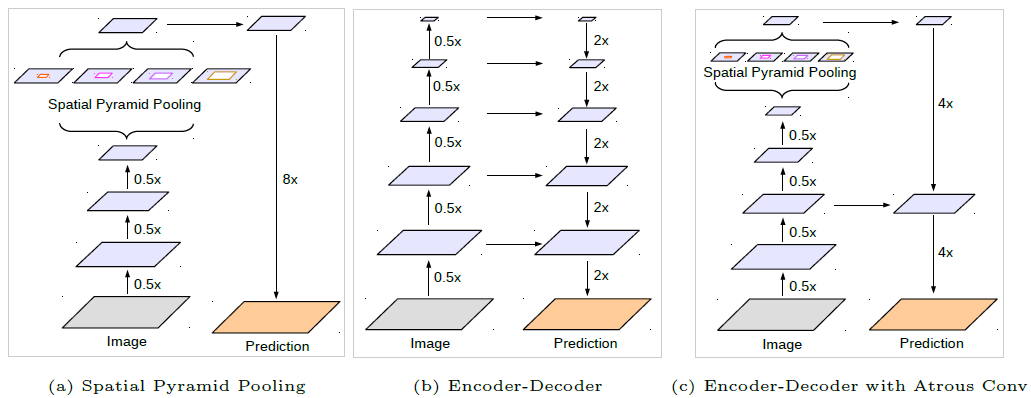 Spatial Pyramid Pooling
0.5x
0.5x
0.5x
8x
Image
Prediction
(a) Spatial Pyramid Pooling
0.5x
0.5x
0.5x
0.5x
0.5x
2x
2x
2x
2x
2x
Image
Prediction
(b) Encoder-Decoder
Spatial Pyramid Pooling
0.5x
0.5x
0.5x
0.5x
4x
4x
Image
Prediction
(c) Encoder-Decoder with Atrous Conv